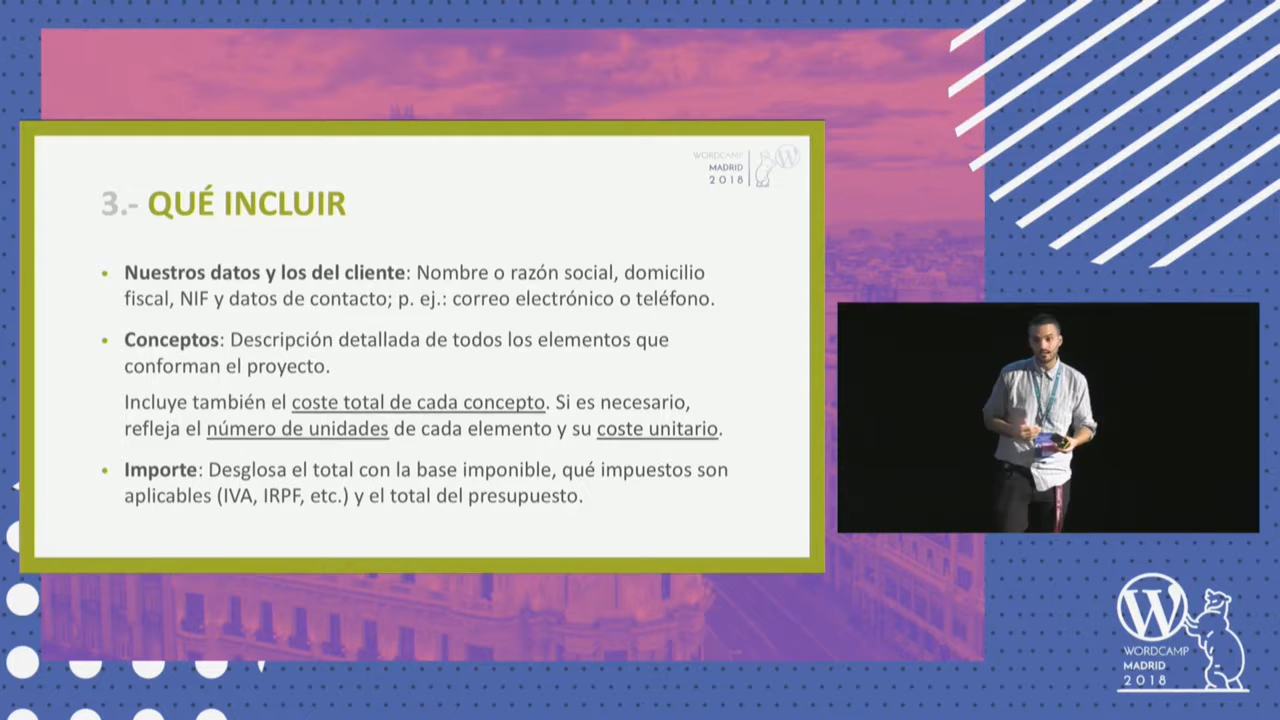 WORDCAMP
MADRID
2018
3.- QUÉ INCLUIR
• Nuestros datos y los del cliente: Nombre o razón social, domicilio
fiscal, NIF y datos de contacto; p. ej.: correo electrónico o teléfono.
• Conceptos: Descripción detallada de todos los elementos que
conforman el proyecto.
Incluye también el coste total de cada concepto. Si es necesario,
refleja el número de unidades de cada elemento y su coste unitario.
• Importe: Desglosa el total con la base imponible, qué impuestos son
aplicables (IVA, IRPF, etc.) y el total del presupuesto.
WORDCAMP
MADRID
2018